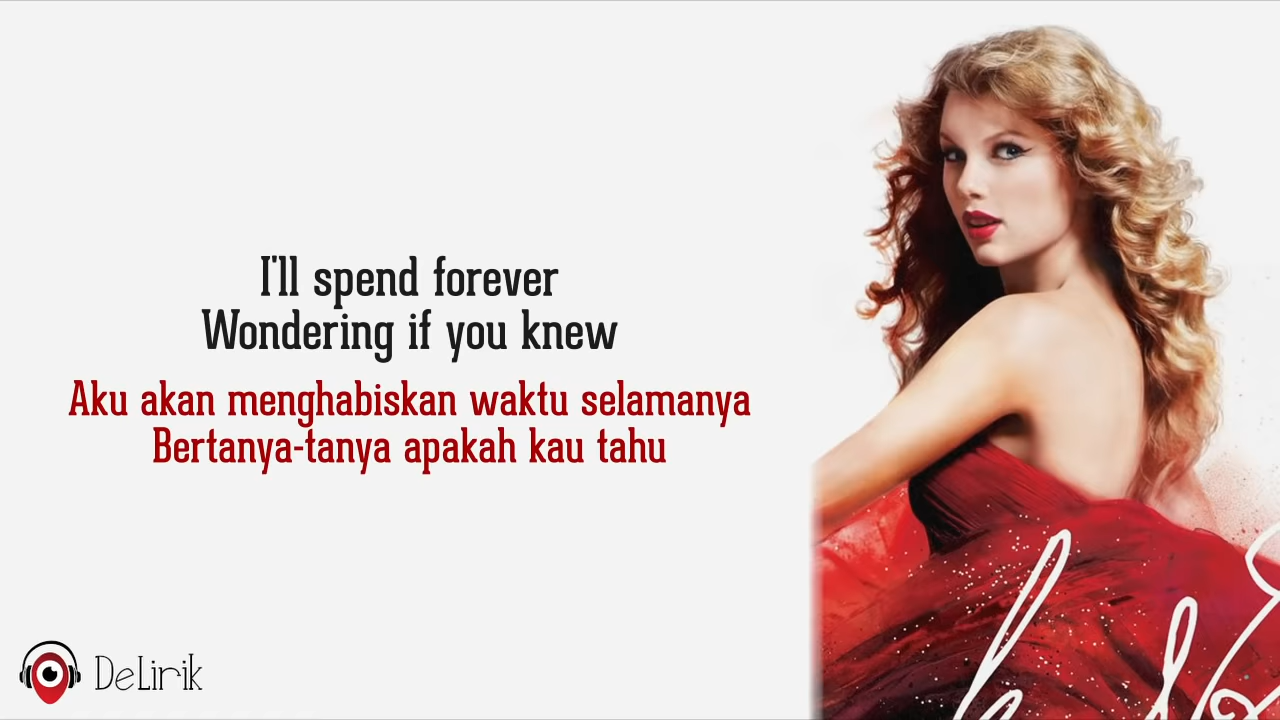 I'll spend forever
Wondering if you knew
Aku akan menghabiskan waktu selamanya
Bertanya-tanya apakah kau tahu
DeLirik